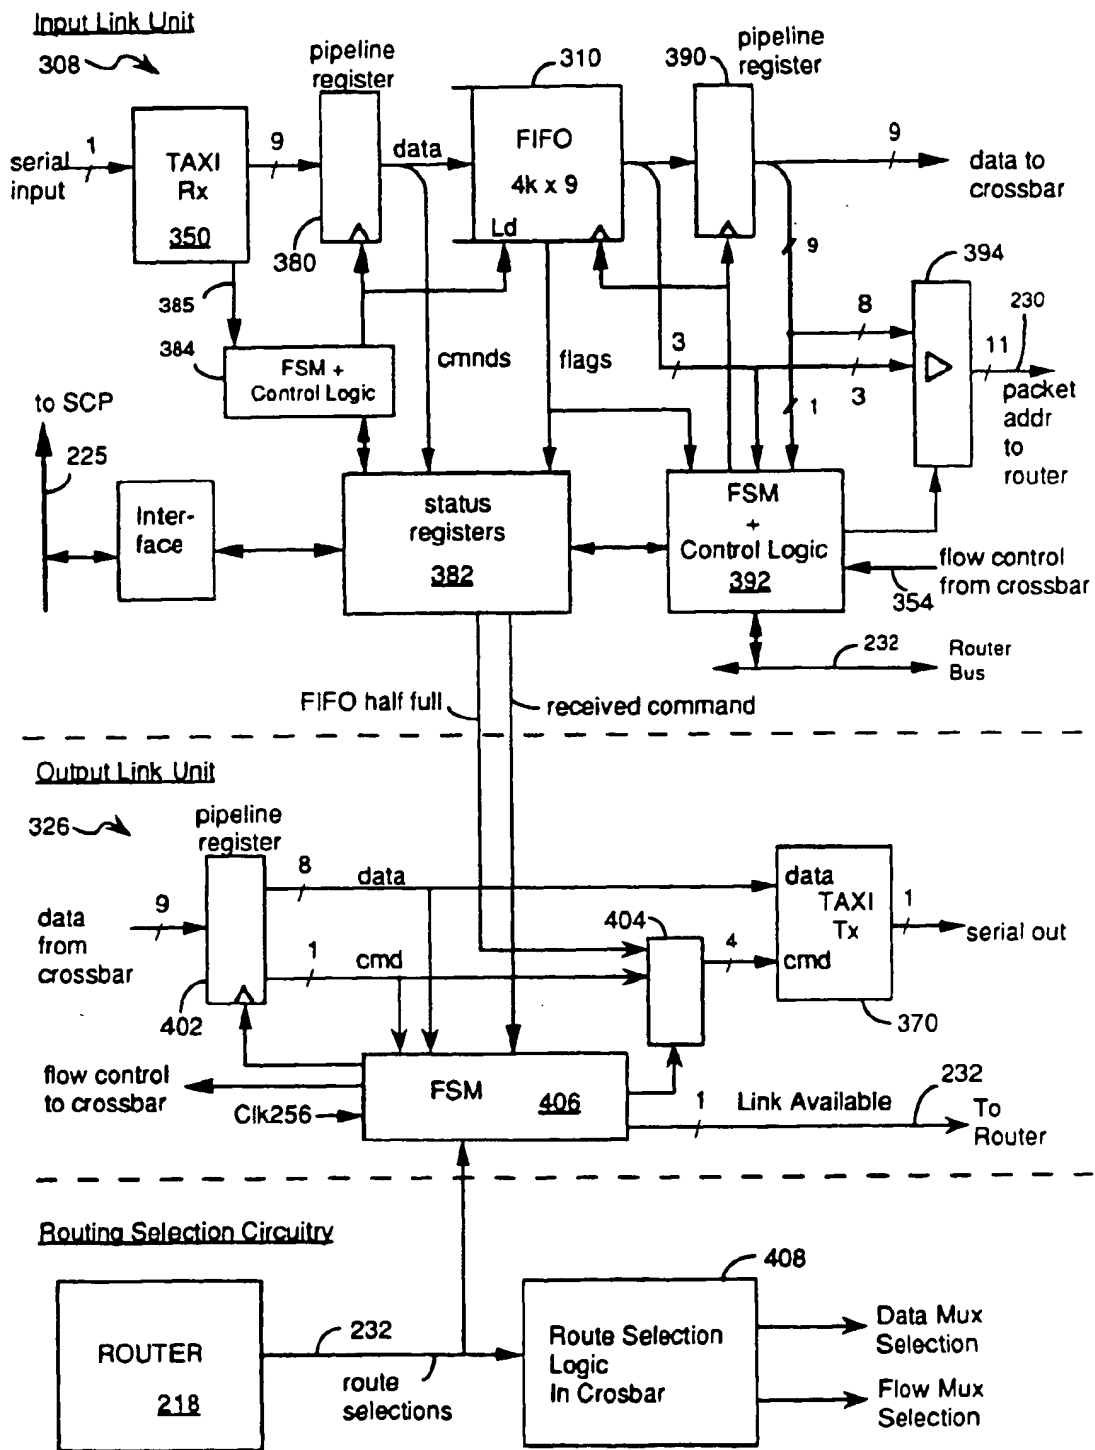 Input Link Unit
308
pipeline
register
310
390
pipeline
register
serial
input
1
TAXI
Rx
350
9
380
data
FIFO
4k x 9
Ld
9
data to
crossbar
9
394
385
384
FSM +
Control Logic
cmnds
flags
3
8
3
1
11
230
packet
addr
to
router
to SCP
225
Inter-
face
status
registers
382
FSM
+
Control Logic
392
flow control
from crossbar
354
232
Router
Bus
FIFO half full
received command
Output Link Unit
326
pipeline
register
9
data
from
crossbar
402
8
data
1
cmd
404
4
data
TAXI
Tx
cmd
370
1
serial out
flow control
to crossbar
Clk256
FSM
406
1
Link Available
232
To
Router
Routing Selection Circuitry
ROUTER
218
232
route
selections
408
Route Selection
Logic
In Crosbar
Data Mux
Selection
Flow Mux
Selection